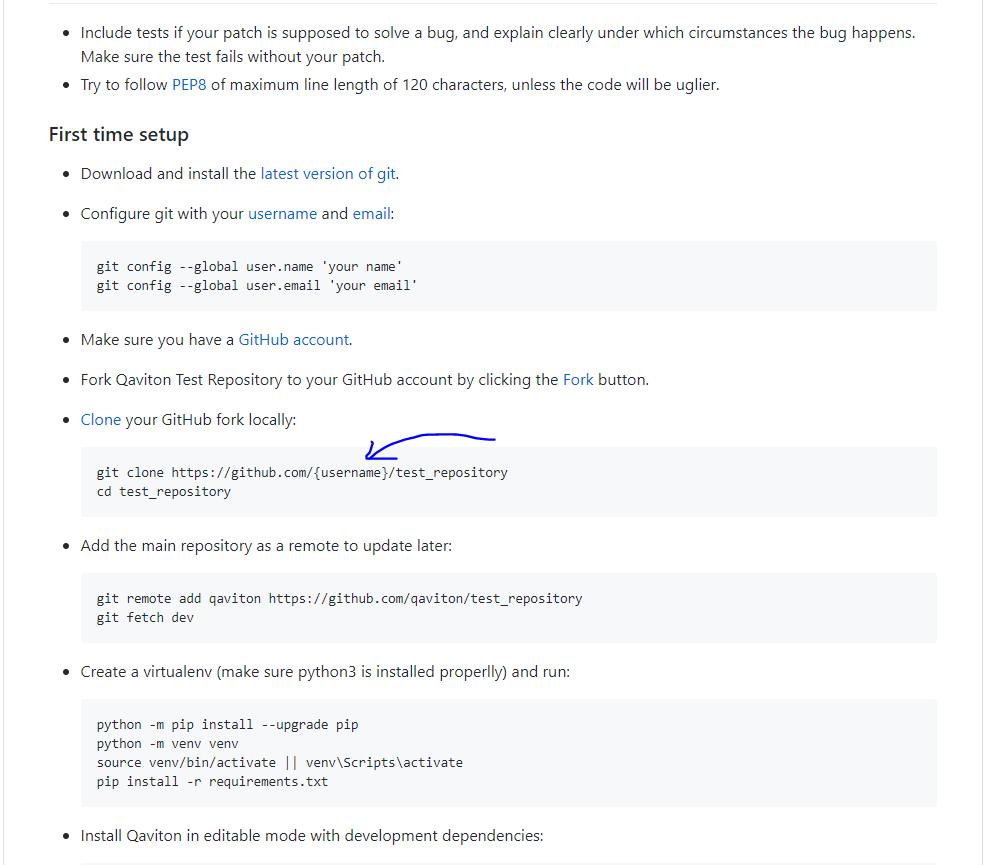 Include tests if your patch is supposed to solve a bug, and explain clearly under which circumstances the bug happens.
Make sure the test fails without your patch.
Try to follow PEP8 of maximum line length of 120 characters, unless the code will be uglier.
First time setup
Download and install the latest version of git.
Configure git with your username and email:
git config --global user.name 'your name'
git config --global user.email 'your email'
Make sure you have a GitHub account.
Fork Qaviton Test Repository to your GitHub account by clicking the Fork button.
Clone your GitHub fork locally:
git clone https://github.com/{username}/test_repository
cd test_repository
Add the main repository as a remote to update later:
git remote add qaviton https://github.com/qaviton/test_repository
git fetch dev
Create a virtualenv (make sure python3 is installed properlly) and run:
python -m pip install --upgrade pip
python -m venv venv
source venv/bin/activate || venv\Scripts\activate
pip install -r requirements.txt
Install Qaviton in editable mode with development dependencies: